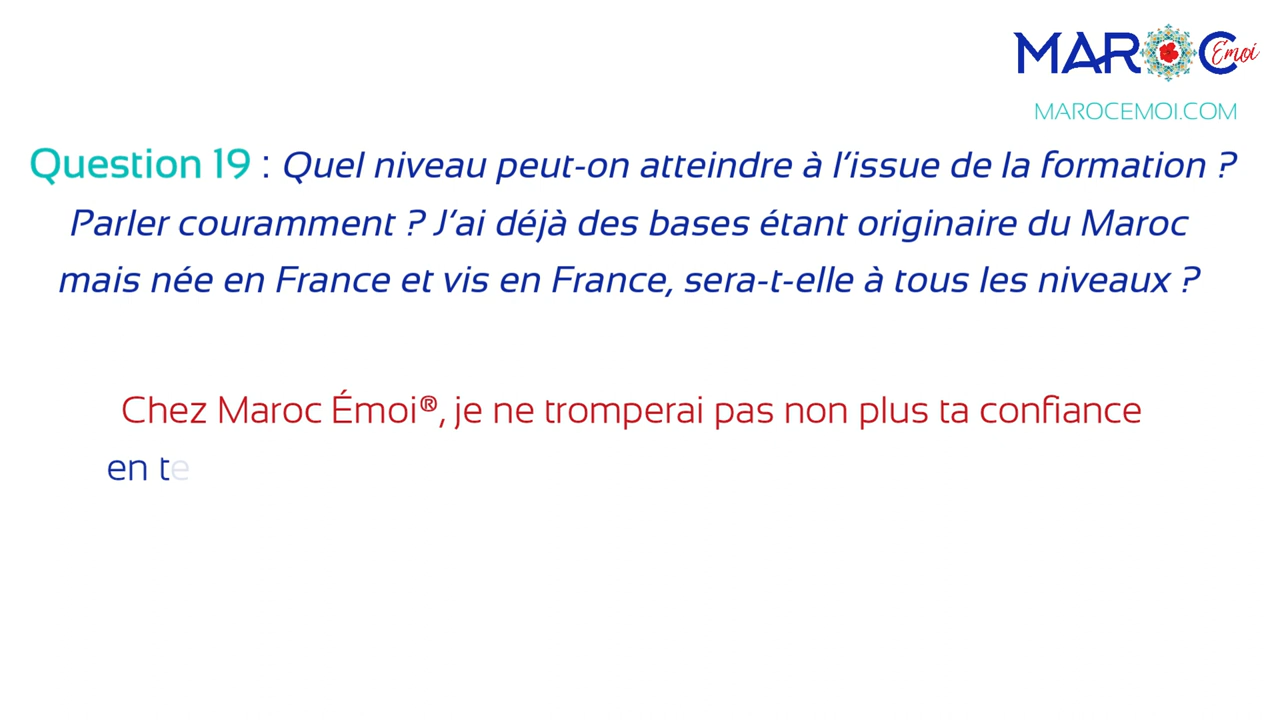 MAROC Émoi
MAROCEMOI.COM
Question 19 : Quel niveau peut-on atteindre à l’issue de la formation ?
Parler couramment ? J’ai déjà des bases étant originaire du Maroc
mais née en France et vis en France, sera-t-elle à tous les niveaux ?
Chez Maroc Émoi®, je ne tromperai pas non plus ta confiance
en te